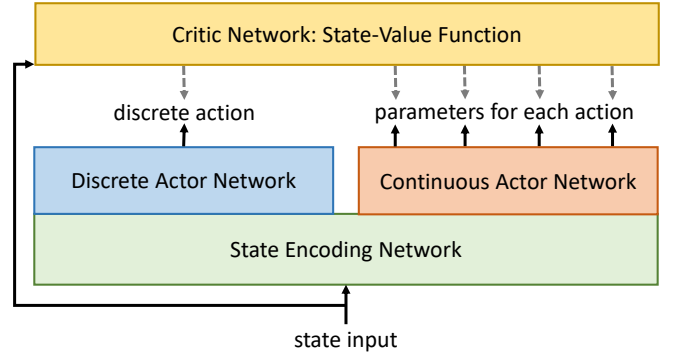 Critic Network: State-Value Function
discrete action
parameters for each action
Discrete Actor Network
Continuous Actor Network
State Encoding Network
state input